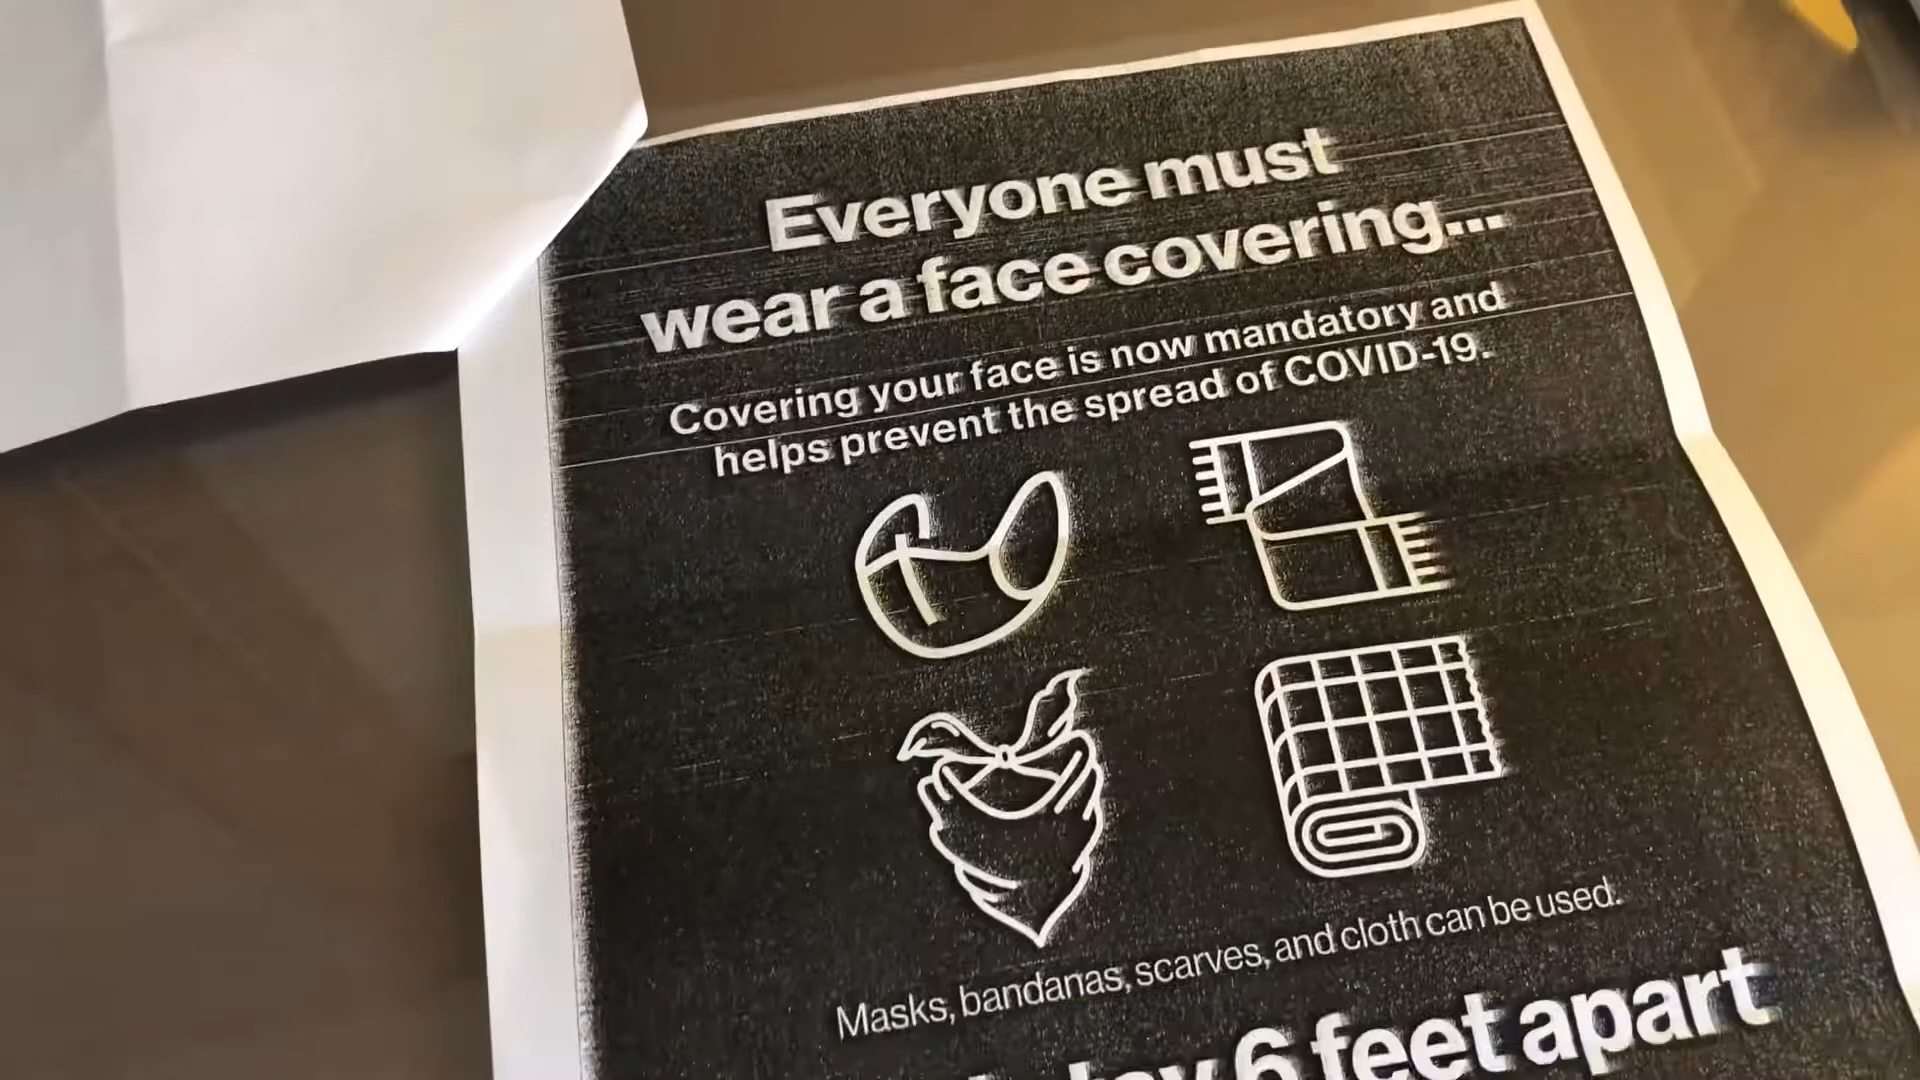 Everyone must
wear a face covering...
Covering your face is now mandatory and
helps prevent the spread of COVID-19.
Masks, bandanas, scarves, and cloth can be used.
6 feet apart